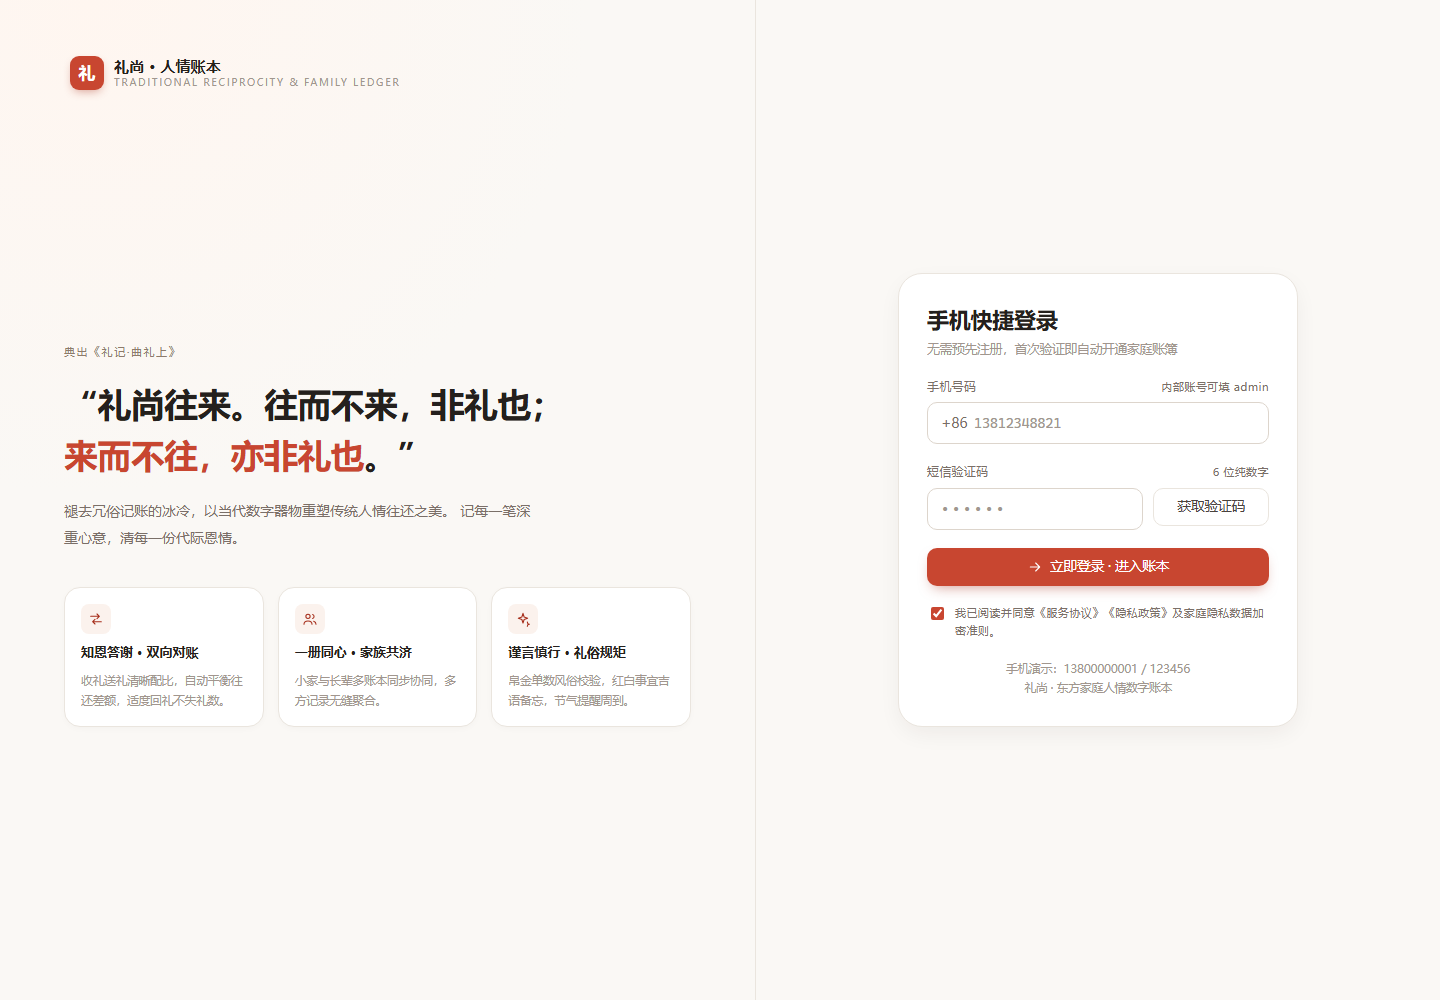 礼
礼尚·人情账本
TRADITIONAL RECIPROCITY & FAMILY LEDGER
典出《礼记·曲礼上》
“礼尚往来。往而不来，非礼也；
来而不往，亦非礼也。”
褪去冗俗记账的冰冷，以当代数字器物重塑传统人情往还之美。 记每一笔深
重心意，清每一份代际恩情。
知恩答谢·双向对账
收礼送礼清晰配比，自动平衡往
还差额，适度回礼不失礼数。
一册同心·家族共济
小家与长辈多账本同步协同，多
方记录无缝聚合。
谨言慎行·礼俗规矩
帛金单数风俗校验，红白事宜吉
语备忘，节气提醒周到。
手机快捷登录
无需预先注册，首次验证即自动开通家庭账簿
手机号码
内部账号可填 admin
+86 13812348821
短信验证码
6 位纯数字
••••••
获取验证码
→ 立即登录·进入账本
我已阅读并同意《服务协议》《隐私政策》及家庭隐私数据加
密准则。
手机演示：13800000001 / 123456
礼尚·东方家庭人情数字账本